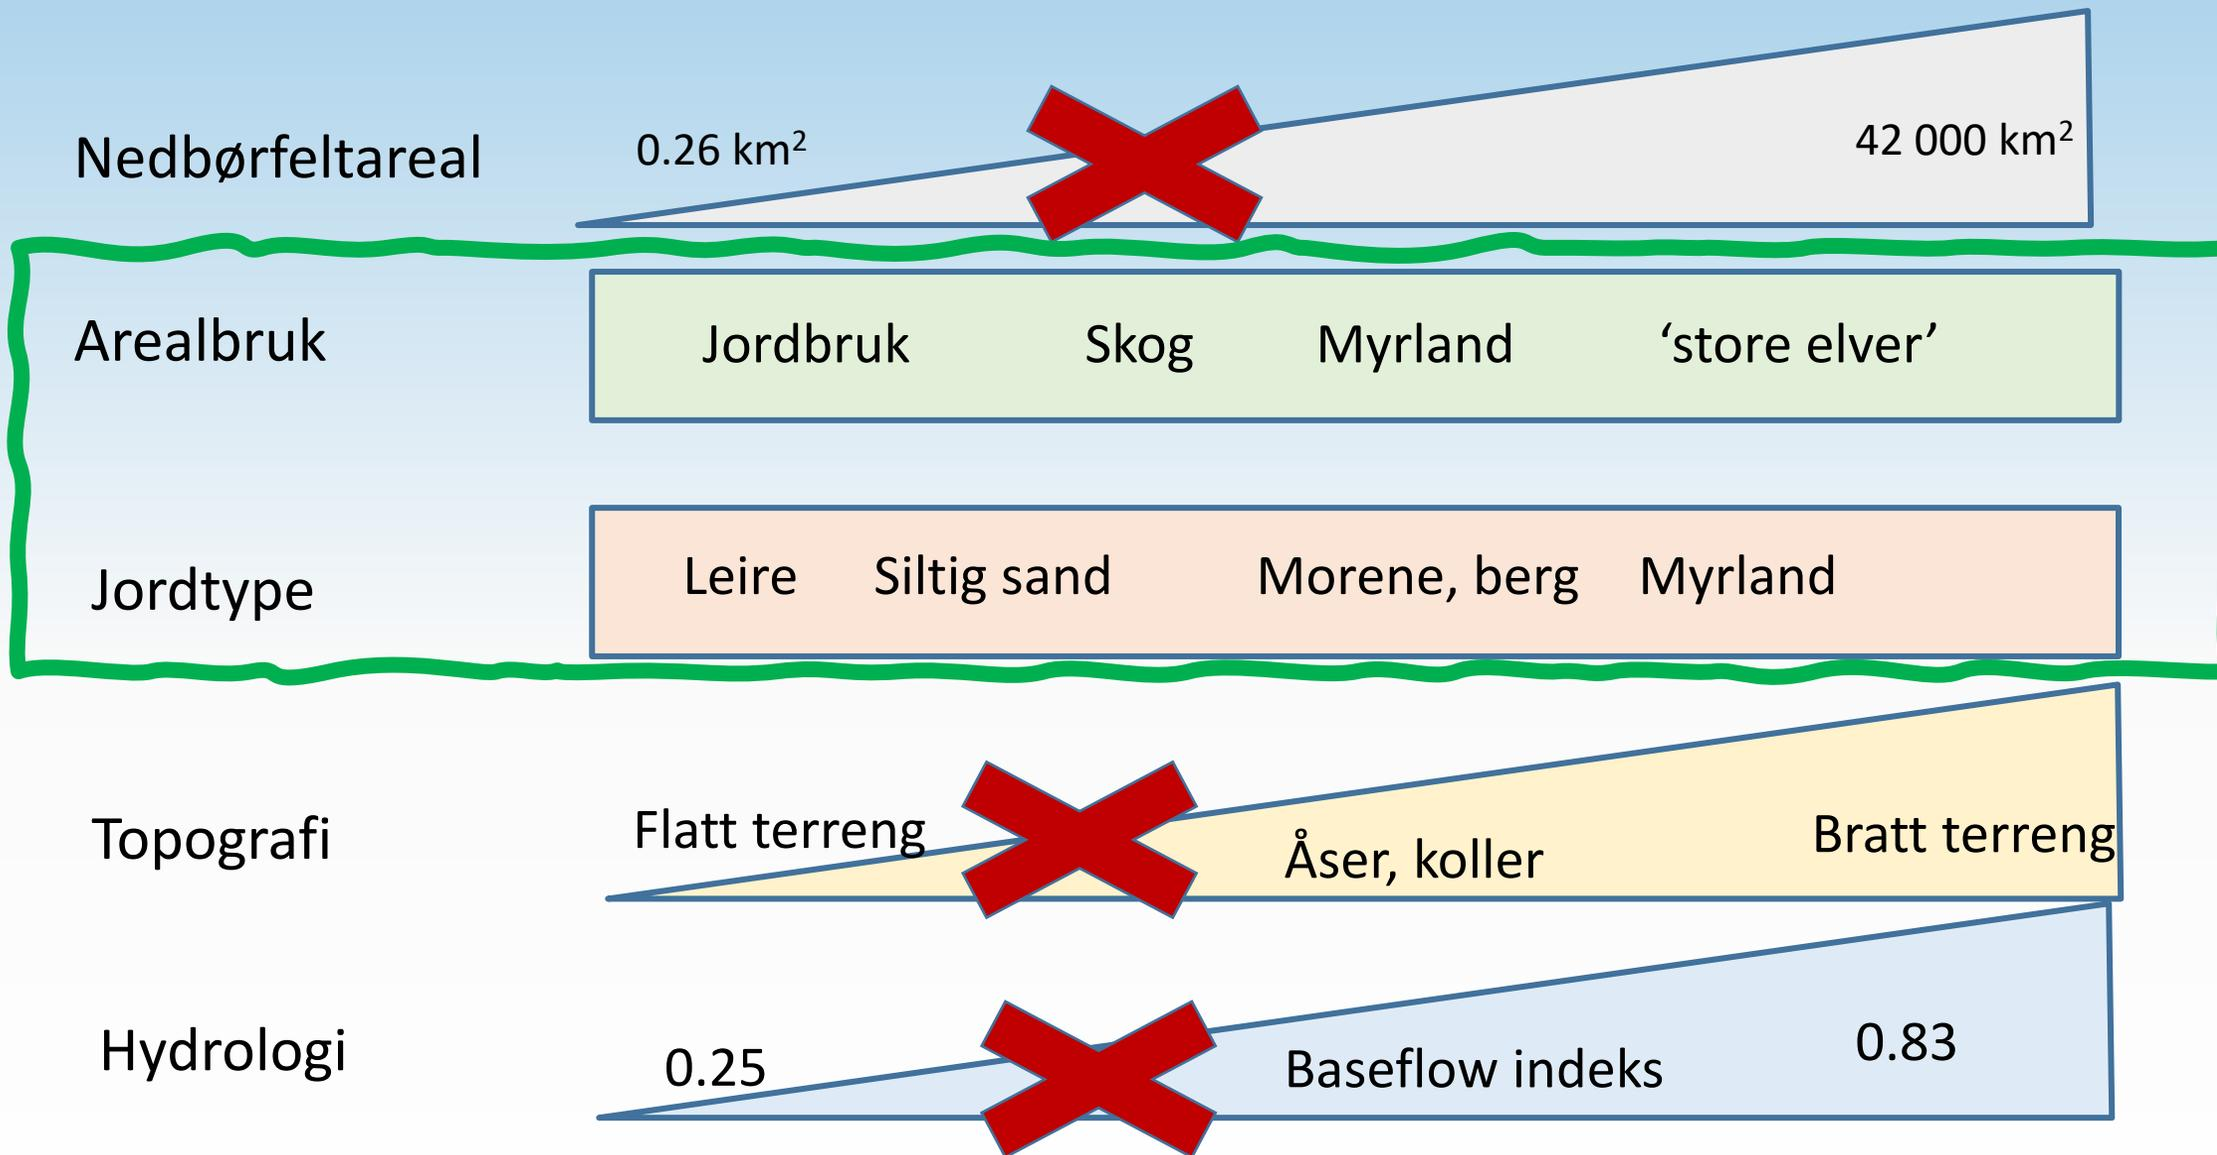 Nedbørfeltareal 0.26 km² 42 000 km²
Arealbruk Jordbruk Skog Myrland ‘store elver’
Jordtype Leire Siltig sand Morene, berg Myrland
Topografi Flatt terreng Åser, koller Bratt terreng
Hydrologi 0.25 Baseflow indeks 0.83